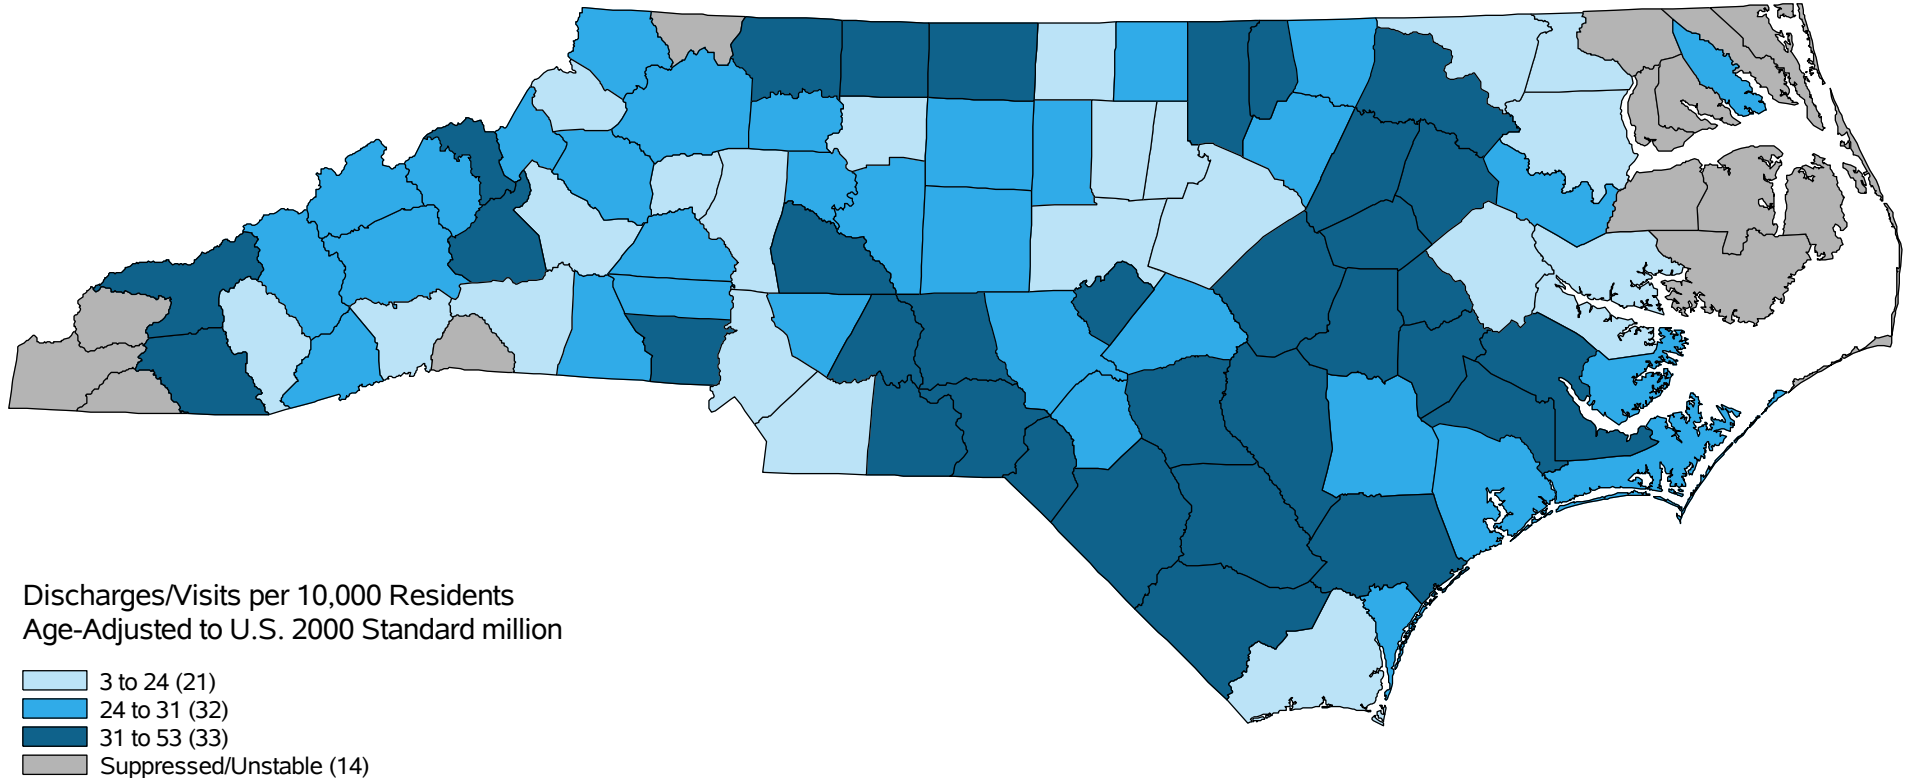 Discharges/Visits per 10,000 Residents
Age-Adjusted to U.S. 2000 Standard million
3 to 24 (21)
24 to 31 (32)
31 to 53 (33)
Suppressed/Unstable (14)